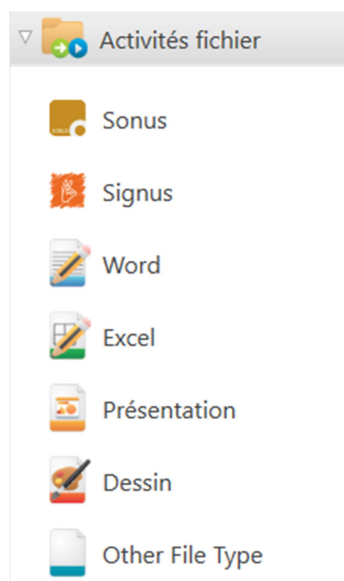 Activités fichier
Sonus
Signus
Word
Excel
Présentation
Dessin
Other File Type